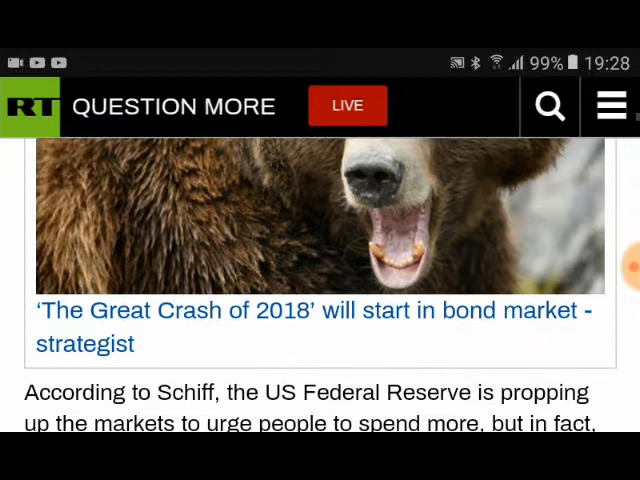 99% 19:28
RT QUESTION MORE LIVE
‘The Great Crash of 2018’ will start in bond market -
strategist
According to Schiff, the US Federal Reserve is propping
up the markets to urge people to spend more, but in fact,